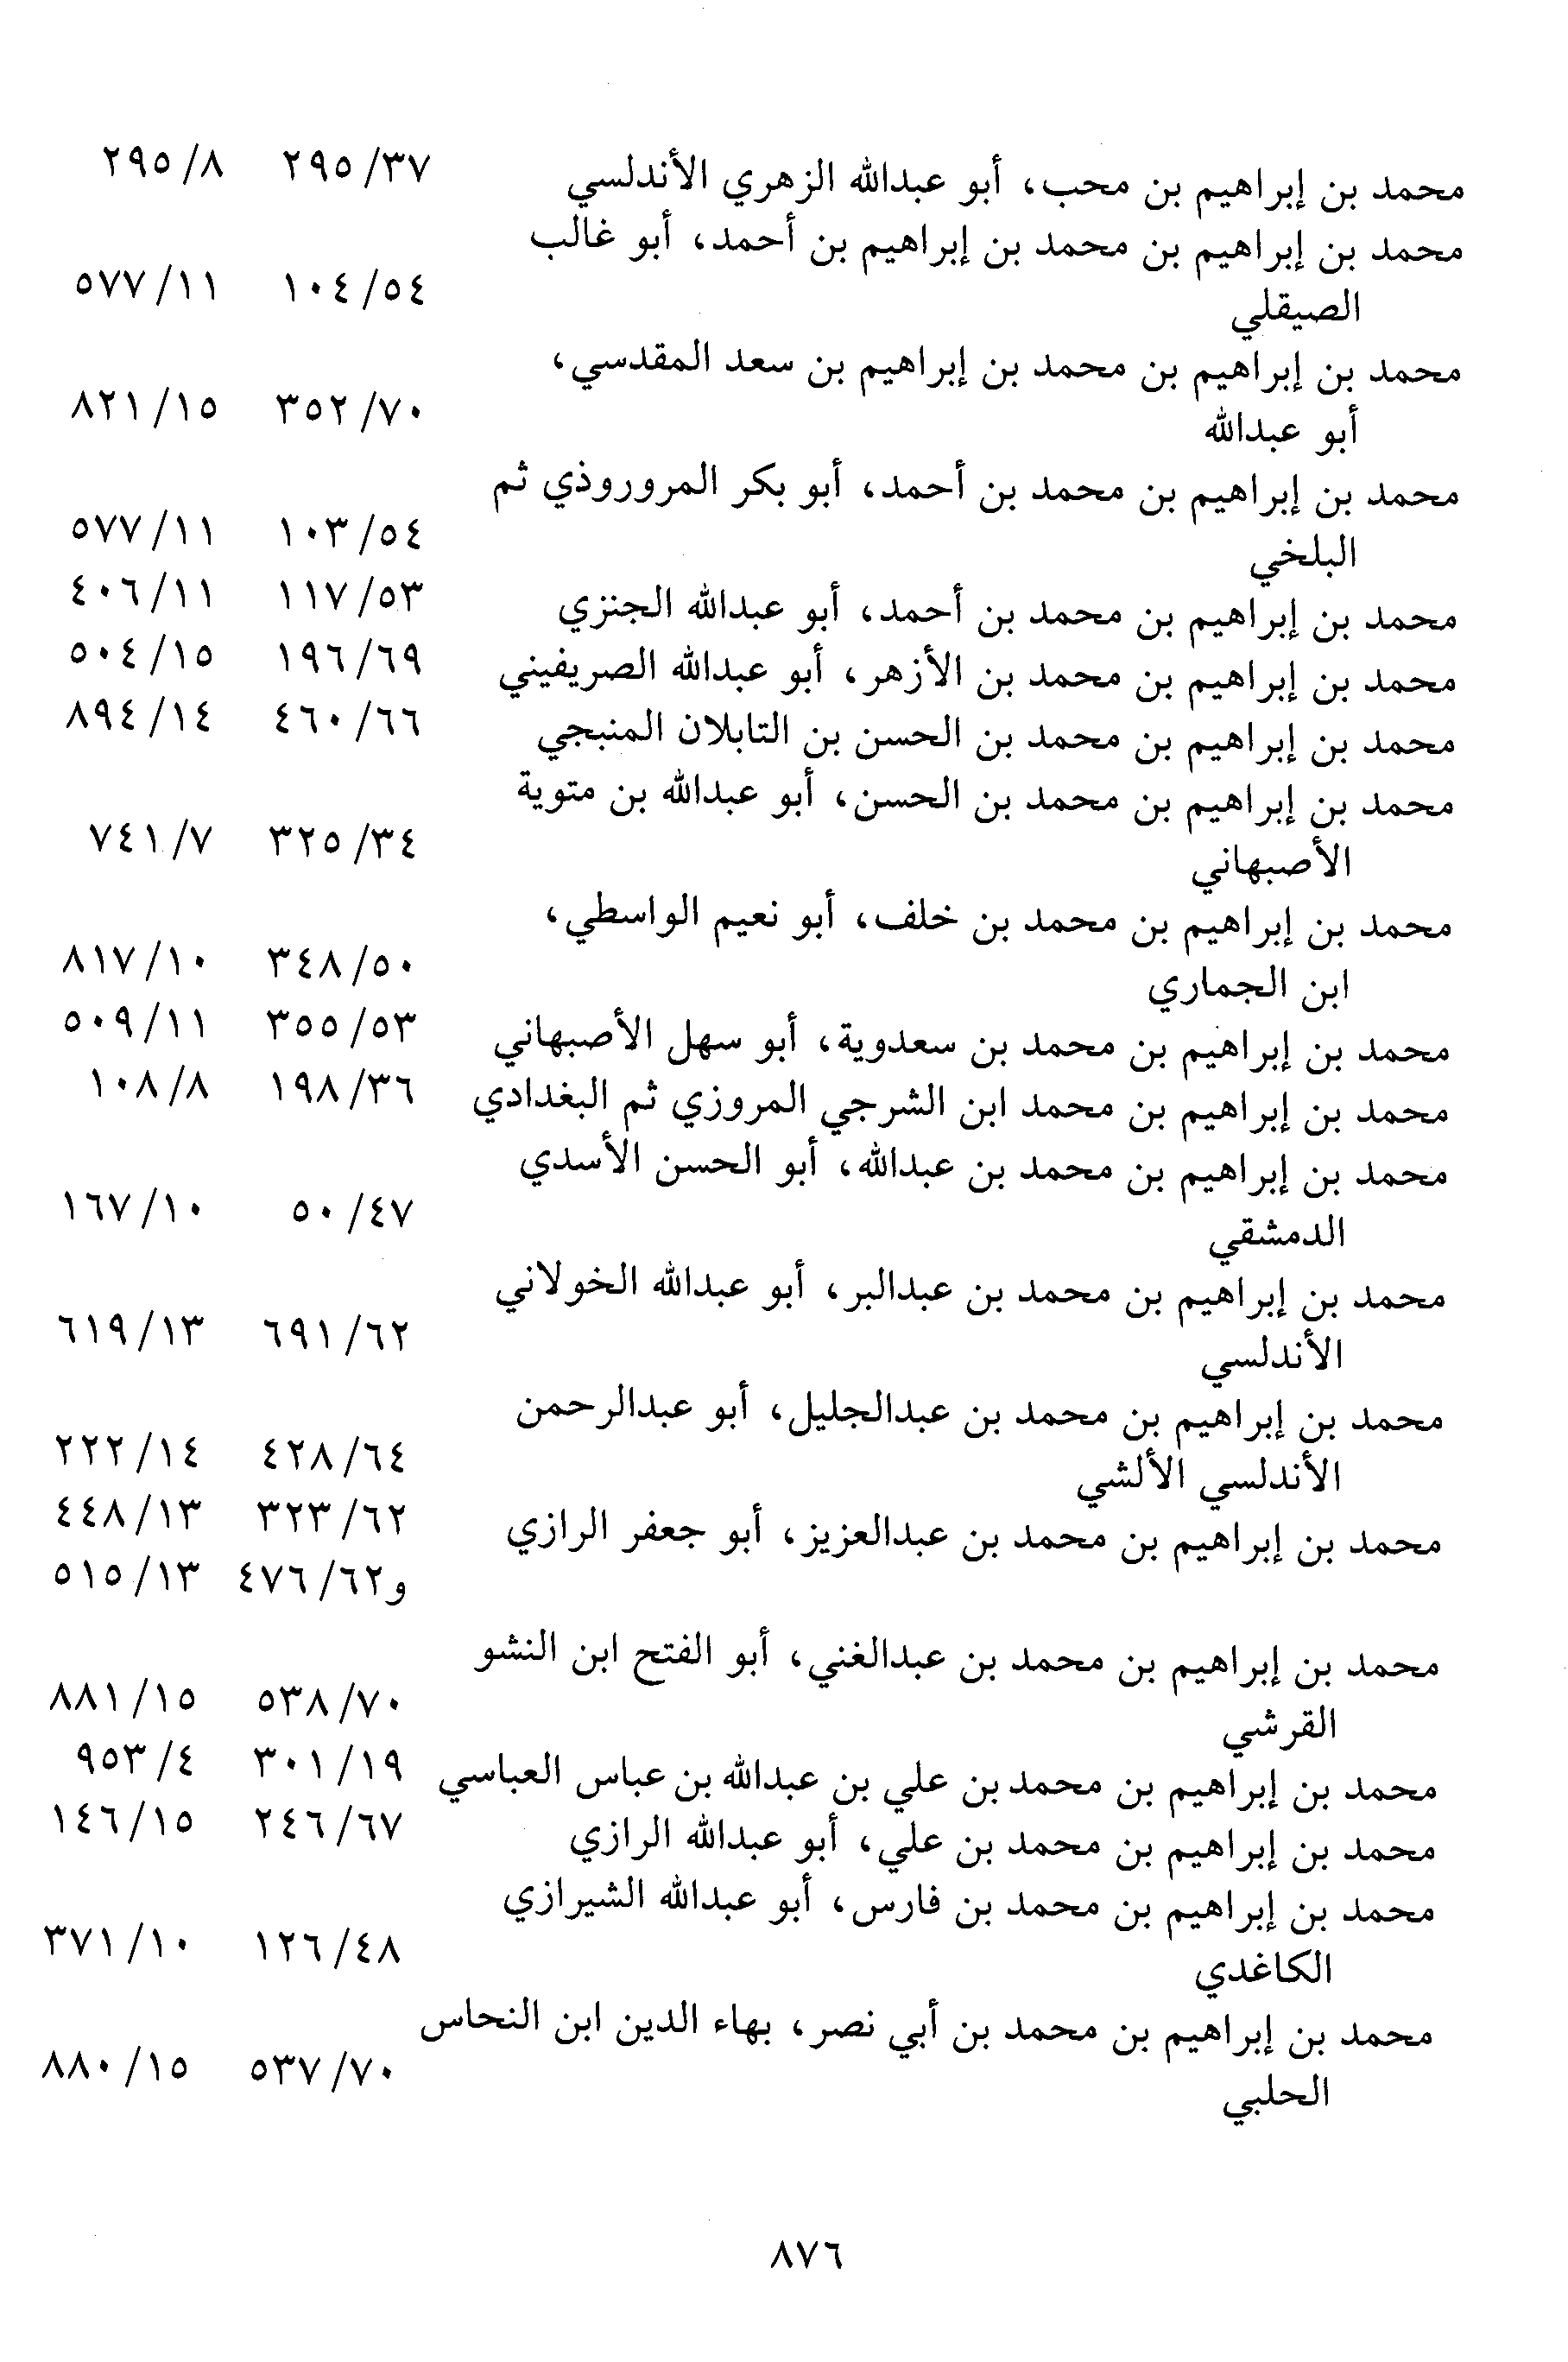 محمد بن إبراهيم بن محب، أبو عبدالله الزهري الأندلسي ٣٧/ ٢٩٥ ٨/ ٢٩٥
محمد بن إبراهيم بن محمد بن إبراهيم بن أحمد، أبو غالب
الصيقلي ٥٤/ ١٠٤ ١١/ ٥٧٧
محمد بن إبراهيم بن محمد بن إبراهيم بن سعد المقدسي،
أبو عبدالله ٧٠/ ٣٥٢ ١٥/ ٨٢١
محمد بن إبراهيم بن محمد بن أحمد، أبو بكر المروروذي ثم
البلخي ٥٤/ ١٠٣ ١١/ ٥٧٧
محمد بن إبراهيم بن محمد بن أحمد، أبو عبدالله الجنزي ٥٣/ ١١٧ ١١/ ٤٠٦
محمد بن إبراهيم بن محمد بن الأزهر، أبو عبدالله الصريفيني ٦٩/ ١٩٦ ١٥/ ٥٠٤
محمد بن إبراهيم بن محمد بن الحسن بن التابلان المنبجي ٦٦/ ٤٦٠ ١٤/ ٨٩٤
محمد بن إبراهيم بن محمد بن الحسن، أبو عبدالله بن متوية
الأصبهاني ٣٤/ ٣٢٥ ٧/ ٧٤١
محمد بن إبراهيم بن محمد بن خلف، أبو نعيم الواسطي،
ابن الجماري ٥٠/ ٣٤٨ ١٠/ ٨١٧
محمد بن إبراهيم بن محمد بن سعدوية، أبو سهل الأصبهاني ٥٣/ ٣٥٥ ١١/ ٥٠٩
محمد بن إبراهيم بن محمد ابن الشرجي المروزي ثم البغدادي ٣٦/ ١٩٨ ٨/ ١٠٨
محمد بن إبراهيم بن محمد بن عبدالله، أبو الحسن الأسدي
الدمشقي ٤٧/ ٥٠ ١٠/ ١٦٧
محمد بن إبراهيم بن محمد بن عبدالبر، أبو عبدالله الخولاني
الأندلسي ٦٢/ ٦٩١ ١٣/ ٦١٩
محمد بن إبراهيم بن محمد بن عبدالجليل، أبو عبدالرحمن
الأندلسي الألشي ٦٤/ ٤٢٨ ١٤/ ٢٢٢
محمد بن إبراهيم بن محمد بن عبدالعزيز، أبو جعفر الرازي ٦٢/ ٣٢٣ ١٣/ ٤٤٨
و٦٢/ ٤٧٦ ١٣/ ٥١٥
محمد بن إبراهيم بن محمد بن عبدالغني، أبو الفتح ابن النشو
القرشي ٧٠/ ٥٣٨ ١٥/ ٨٨١
محمد بن إبراهيم بن محمد بن علي بن عبدالله بن عباس العباسي ١٩/ ٣٠١ ٤/ ٩٥٣
محمد بن إبراهيم بن محمد بن علي، أبو عبدالله الرازي ٦٧/ ٢٤٦ ١٥/ ١٤٦
محمد بن إبراهيم بن محمد بن فارس، أبو عبدالله الشيرازي
الكاغدي ٤٨/ ١٢٦ ١٠/ ٣٧١
محمد بن إبراهيم بن محمد بن أبي نصر، بهاء الدين ابن النحاس
الحلبي ٧٠/ ٥٣٧ ١٥/ ٨٨٠
٨٧٦